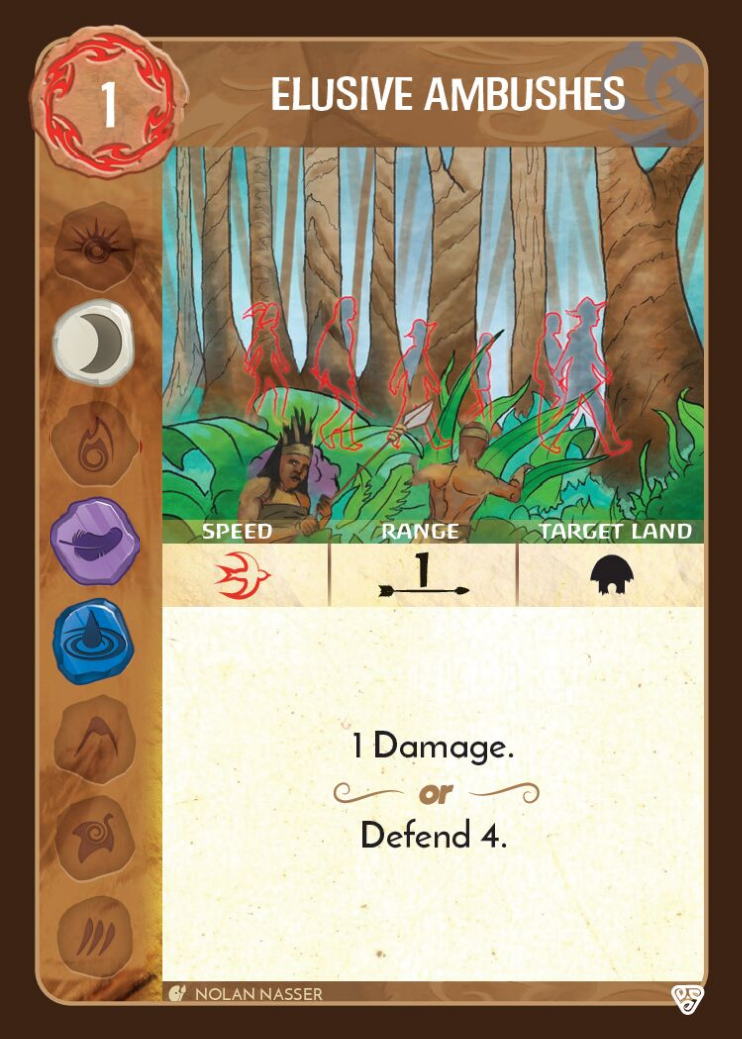 1
ELUSIVE AMBUSHES
SPEED RANGE TARGET LAND
1
1 Damage.
or
Defend 4.
NOLAN NASSER